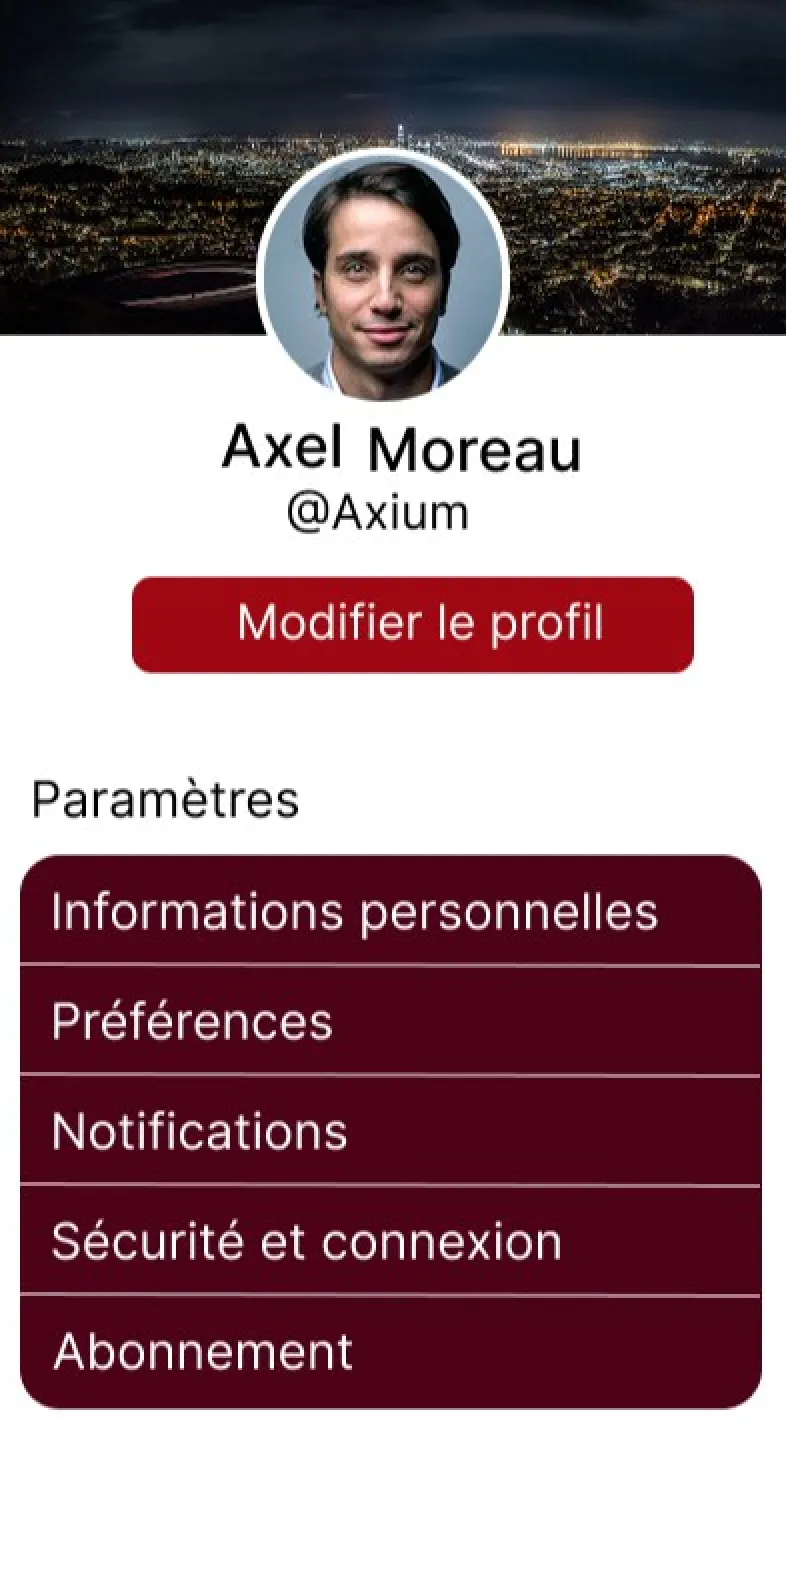 Axel Moreau
@Axium
Modifier le profil
Paramètres
Informations personnelles
Préférences
Notifications
Sécurité et connexion
Abonnement